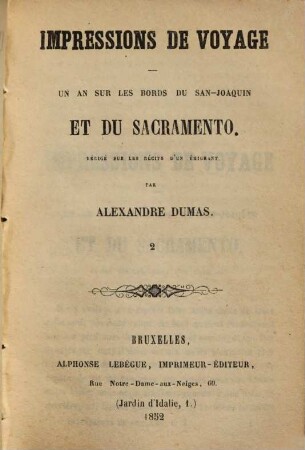 IMPRESSIONS DE VOYAGE
—
UN AN SUR LES BORDS DU SAN-JOAQUIN
ET DU SACRAMENTO.
RÉDIGÉ SUR LES RÉCITS D'UN ÉMIGRANT
PAR
ALEXANDRE DUMAS.
2
BRUXELLES,
ALPHONSE LEBÈGUE, IMPRIMEUR-ÉDITEUR,
Rue Notre-Dame-aux-Neiges, 60.
(Jardin d'Idalie, 1.)
1852